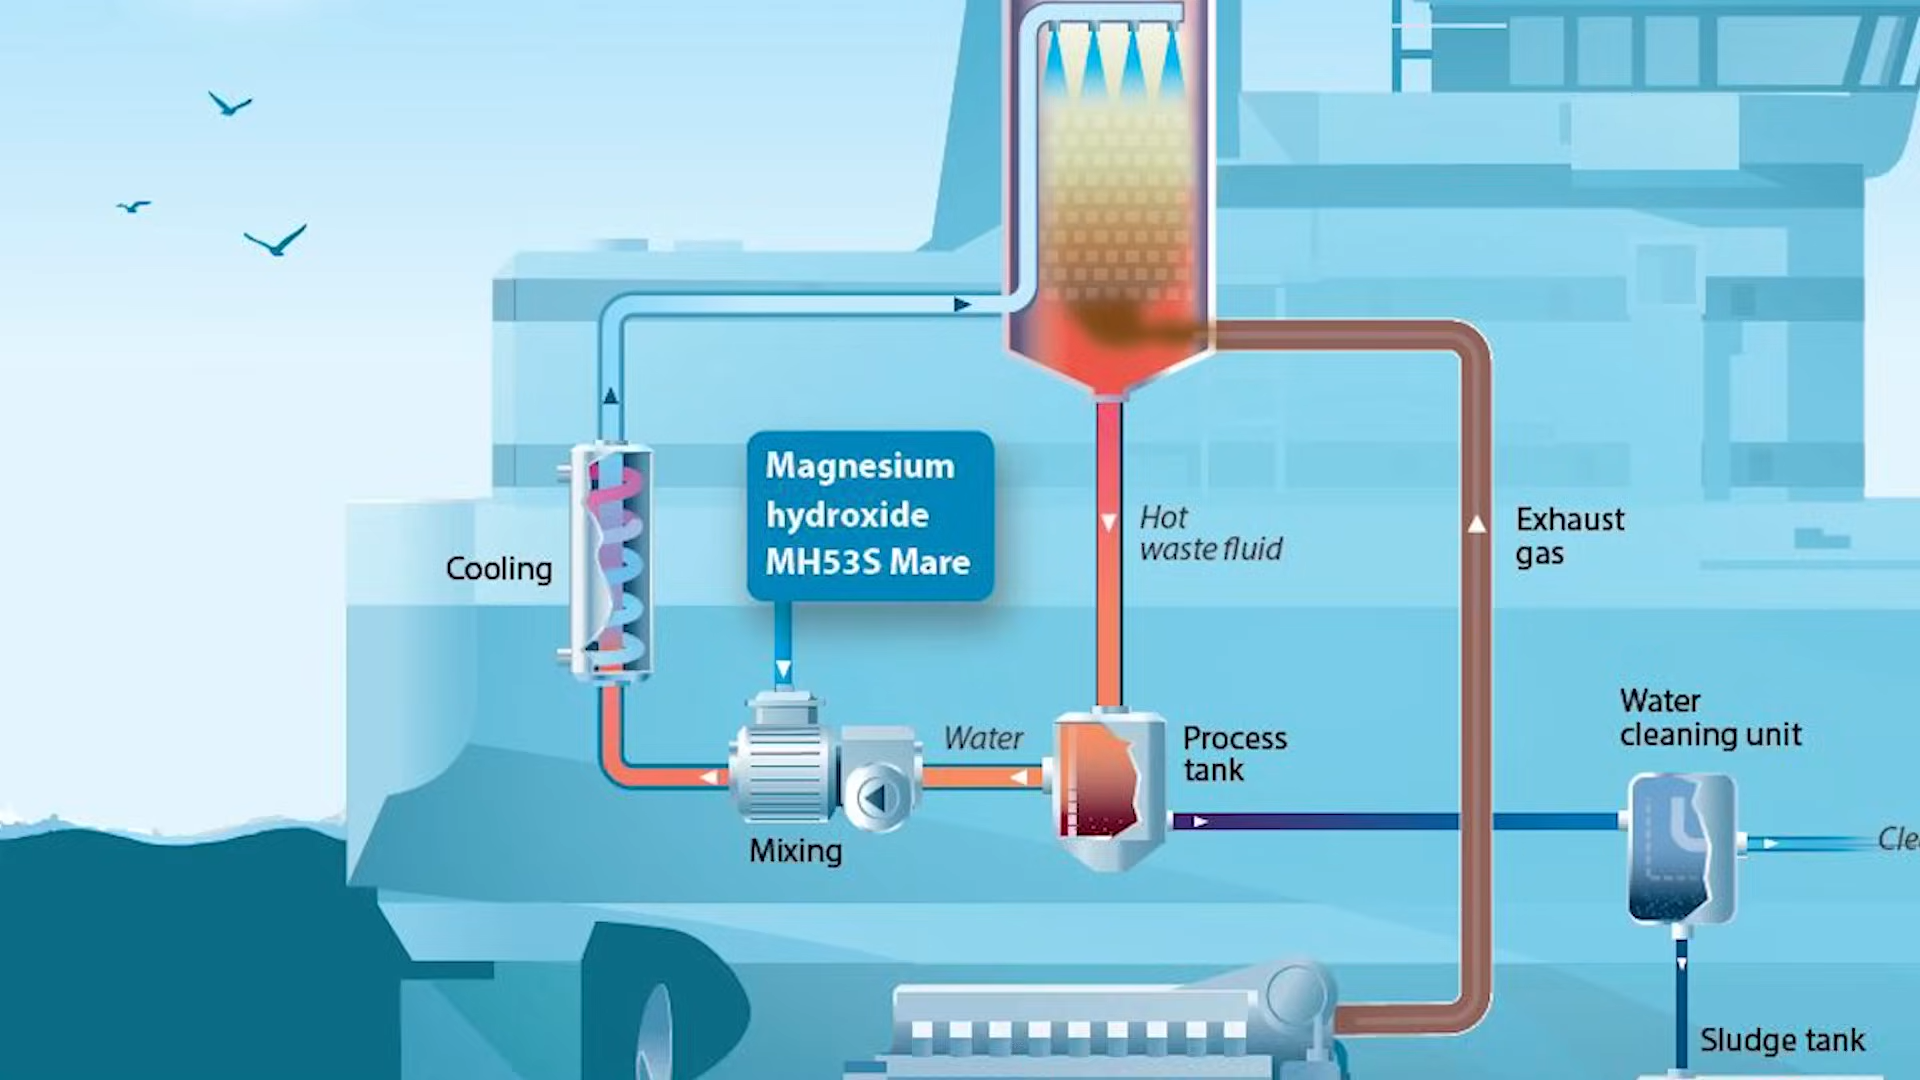 Magnesium
hydroxide
MH53S Mare
Hot
waste fluid
Exhaust
gas
Cooling
Water
cleaning unit
Water
Process
tank
Mixing
Sludge tank